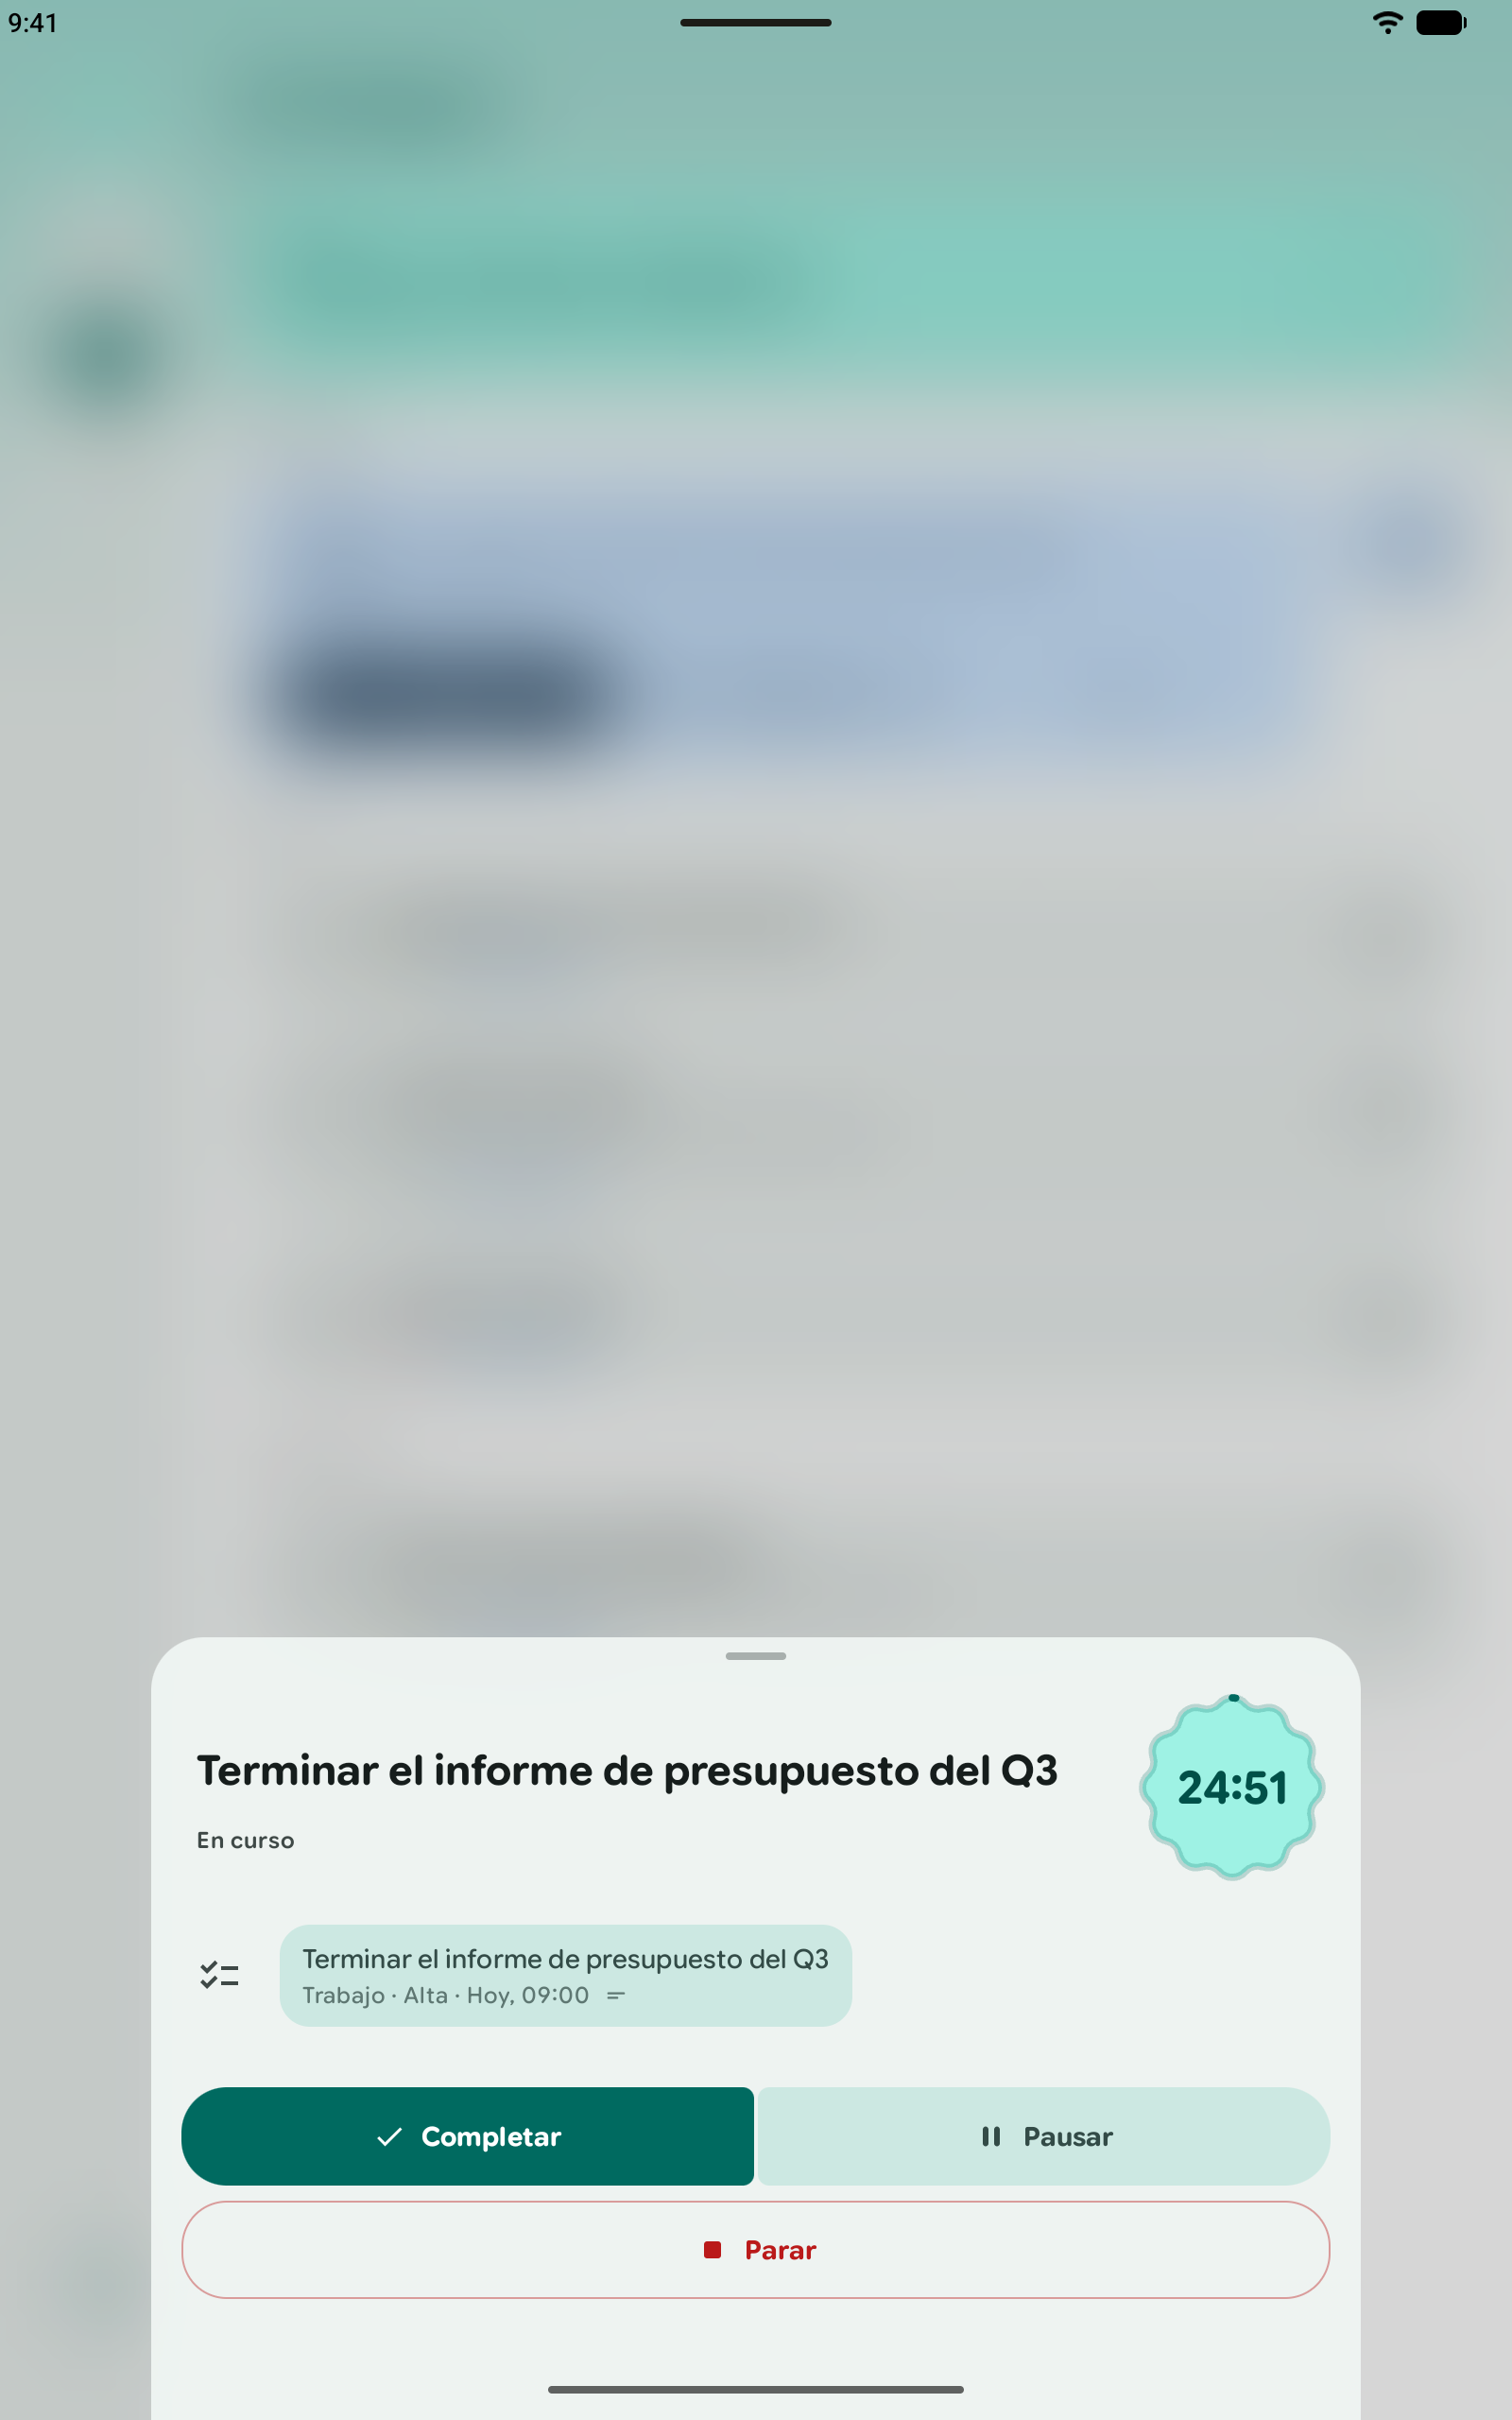 9:41
Terminar el informe de presupuesto del Q3
24:51
En curso
Terminar el informe de presupuesto del Q3
Trabajo · Alta · Hoy, 09:00
Completar
Pausar
Parar